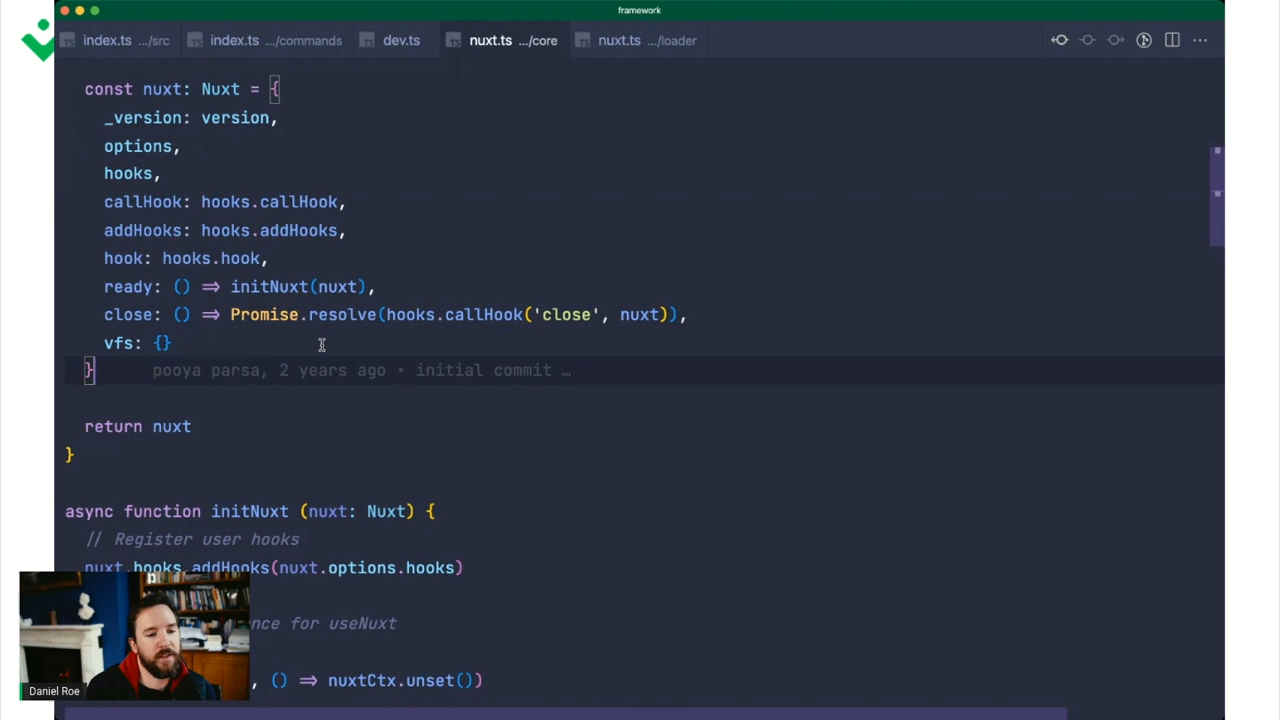 framework
index.ts .../src index.ts .../commands dev.ts nuxt.ts .../core nuxt.ts .../loader
const nuxt: Nuxt = {
_version: version,
options,
hooks,
callHook: hooks.callHook,
addHooks: hooks.addHooks,
hook: hooks.hook,
ready: () ⇒ initNuxt(nuxt),
close: () ⇒ Promise.resolve(hooks.callHook('close', nuxt)),
vfs: {}
} pooya parsa, 2 years ago • initial commit …
return nuxt
}
async function initNuxt (nuxt: Nuxt) {
// Register user hooks
nuxt.hooks.addHooks(nuxt.options.hooks)
nce for useNuxt
, () ⇒ nuxtCtx.unset())
Daniel Roe